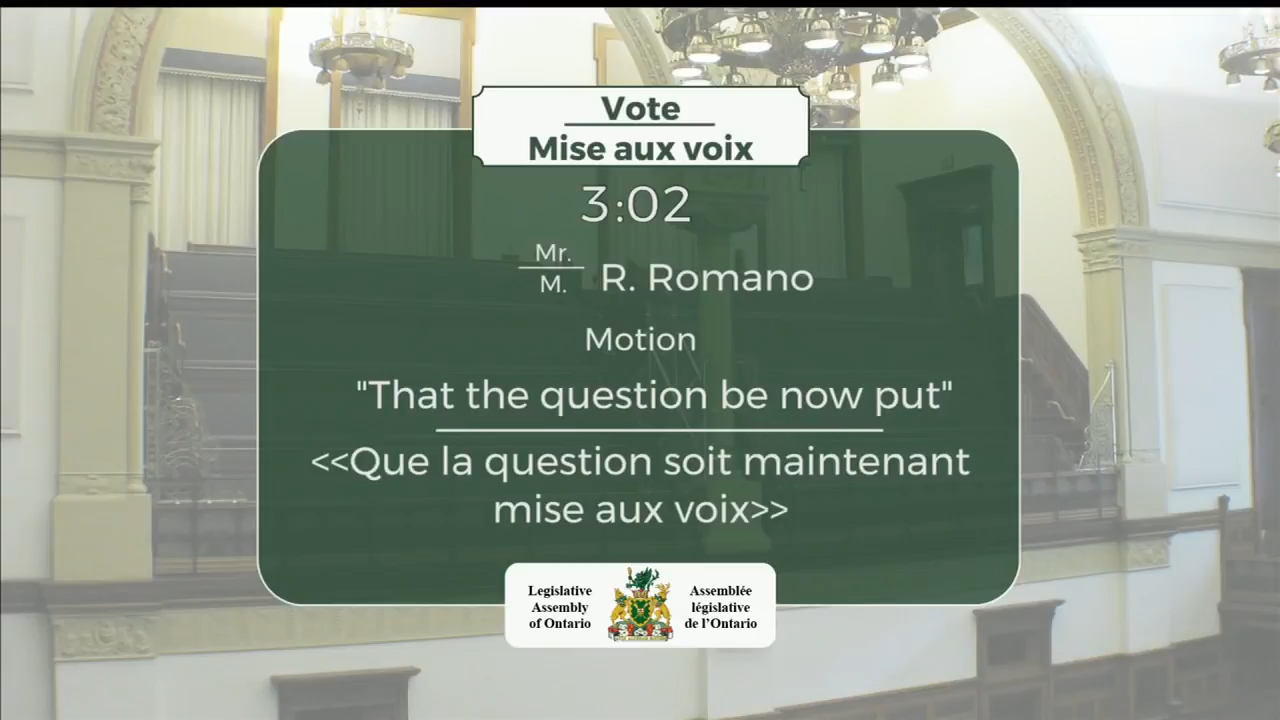 Vote
Mise aux voix
3:02
Mr.
M.
R. Romano
Motion
"That the question be now put"
<<Que la question soit maintenant
mise aux voix>>
Legislative
Assembly
of Ontario
Assemblée
législative
de l'Ontario